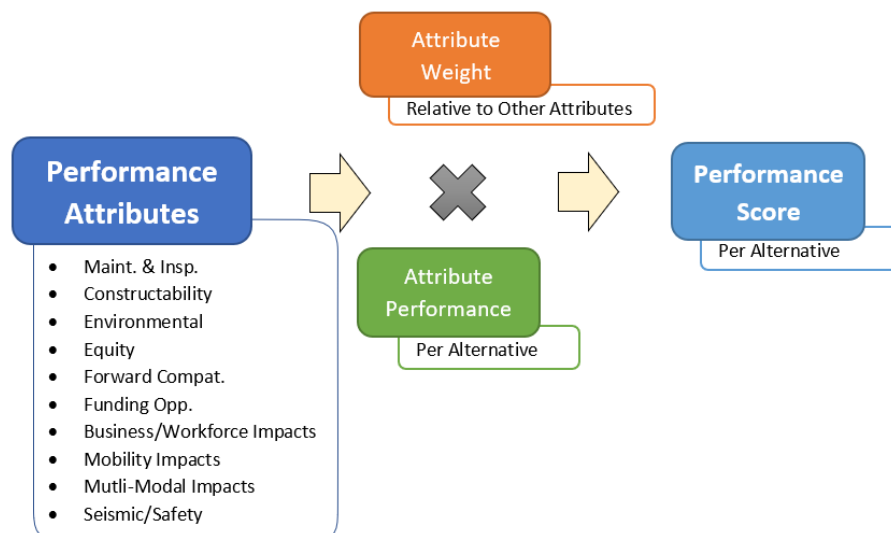 Attribute
Weight
Relative to Other Attributes
Performance
Attributes
• Maint. & Insp.
• Constructability
• Environmental
• Equity
• Forward Compat.
• Funding Opp.
• Business/Workforce Impacts
• Mobility Impacts
• Mutli-Modal Impacts
• Seismic/Safety
Attribute
Performance
Per Alternative
Performance
Score
Per Alternative